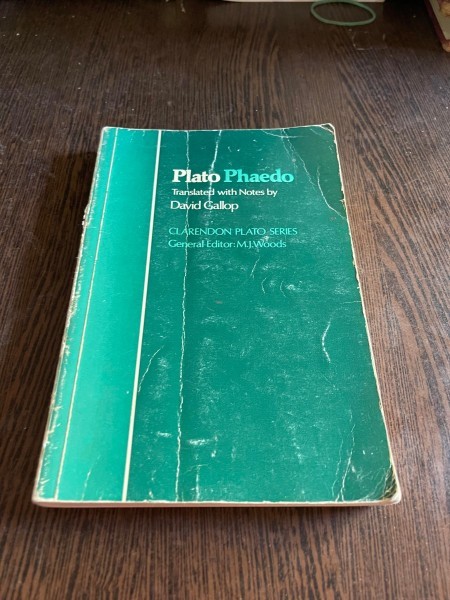 Plato Phaedo
Translated with Notes by
David Gallop
CLARENDON PLATO SERIES
General Editor: M.J. Woods